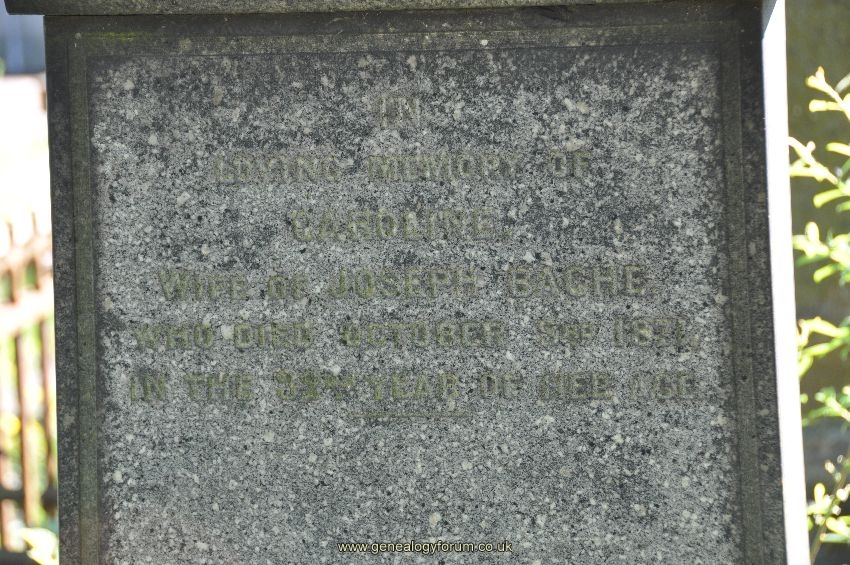 IN
LOVING MEMORY OF
CAROLINE,
WIFE OF JOSEPH BACHE,
WHO DIED OCTOBER
IN THE YEAR OF HER AGE.
www.genealogyforum.co.uk